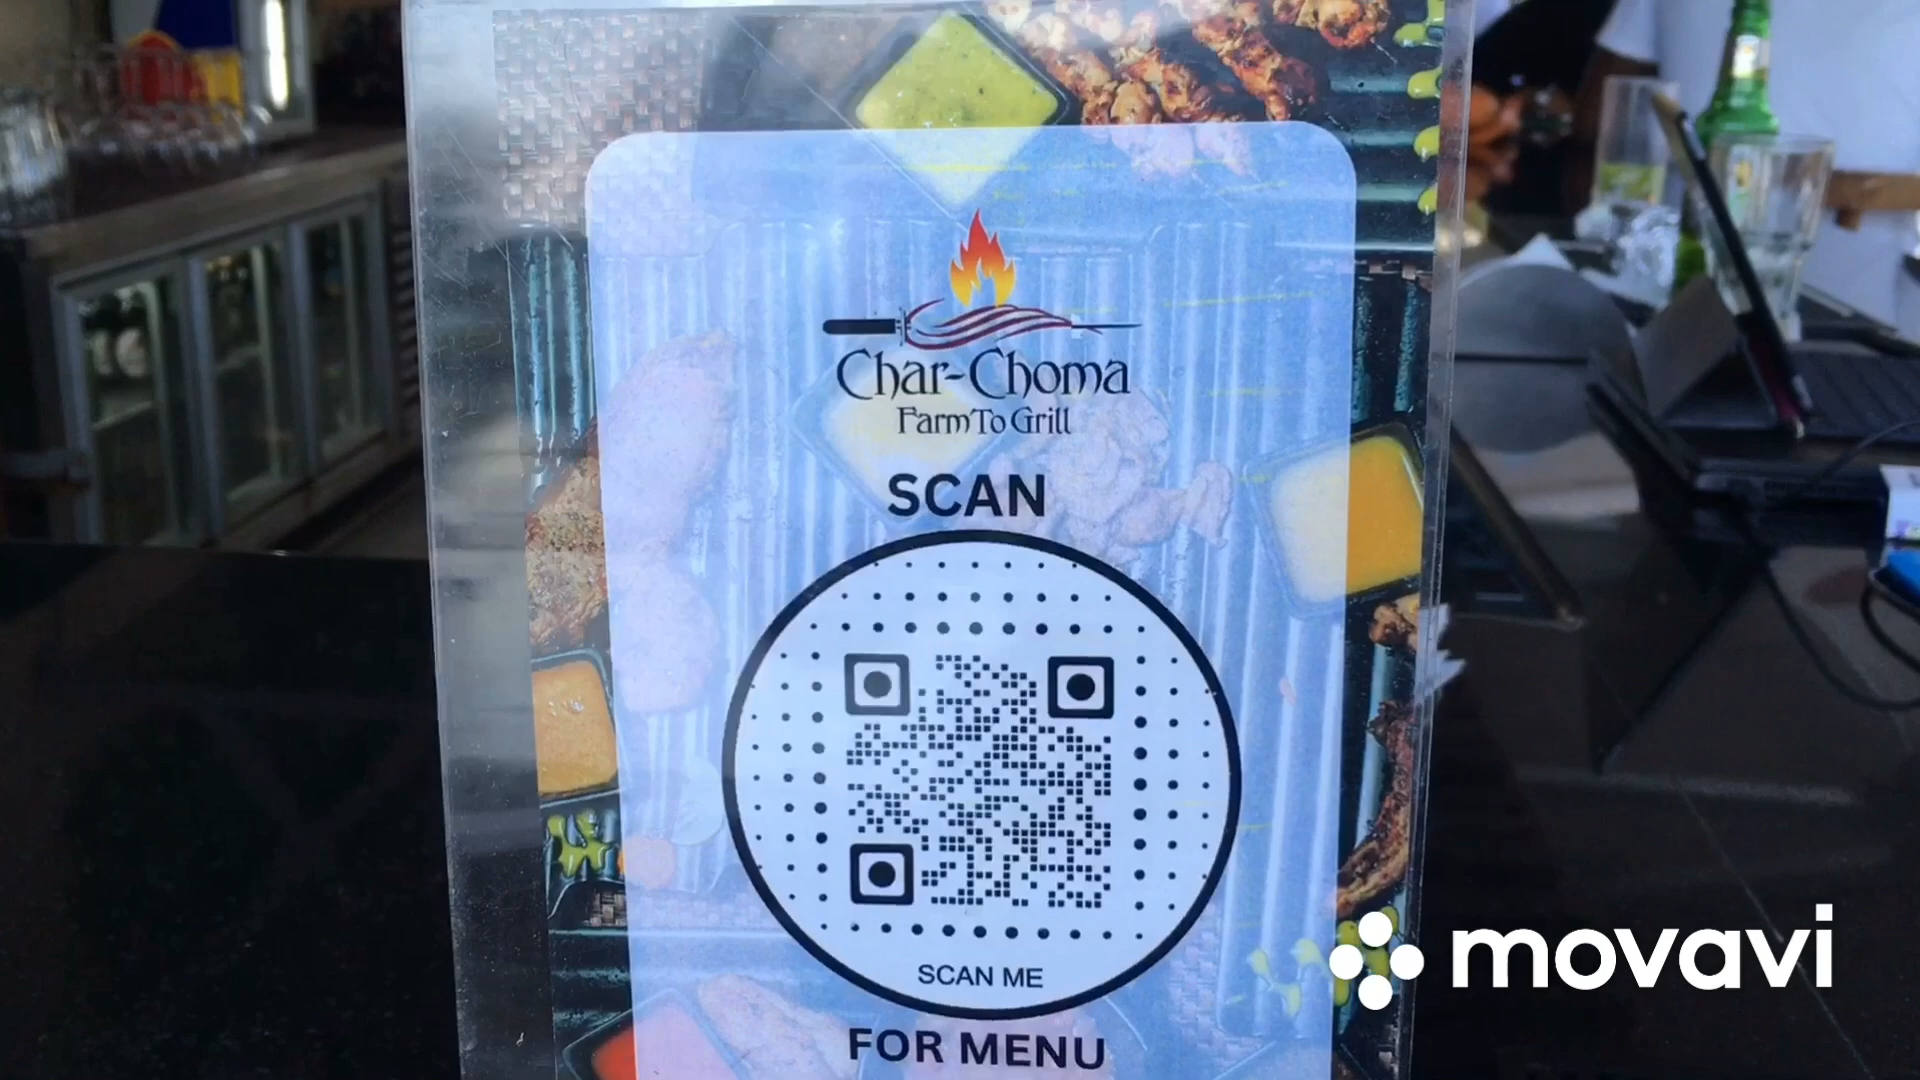 Char-Choma
Farm To Grill
SCAN
SCAN ME
FOR MENU
movavi